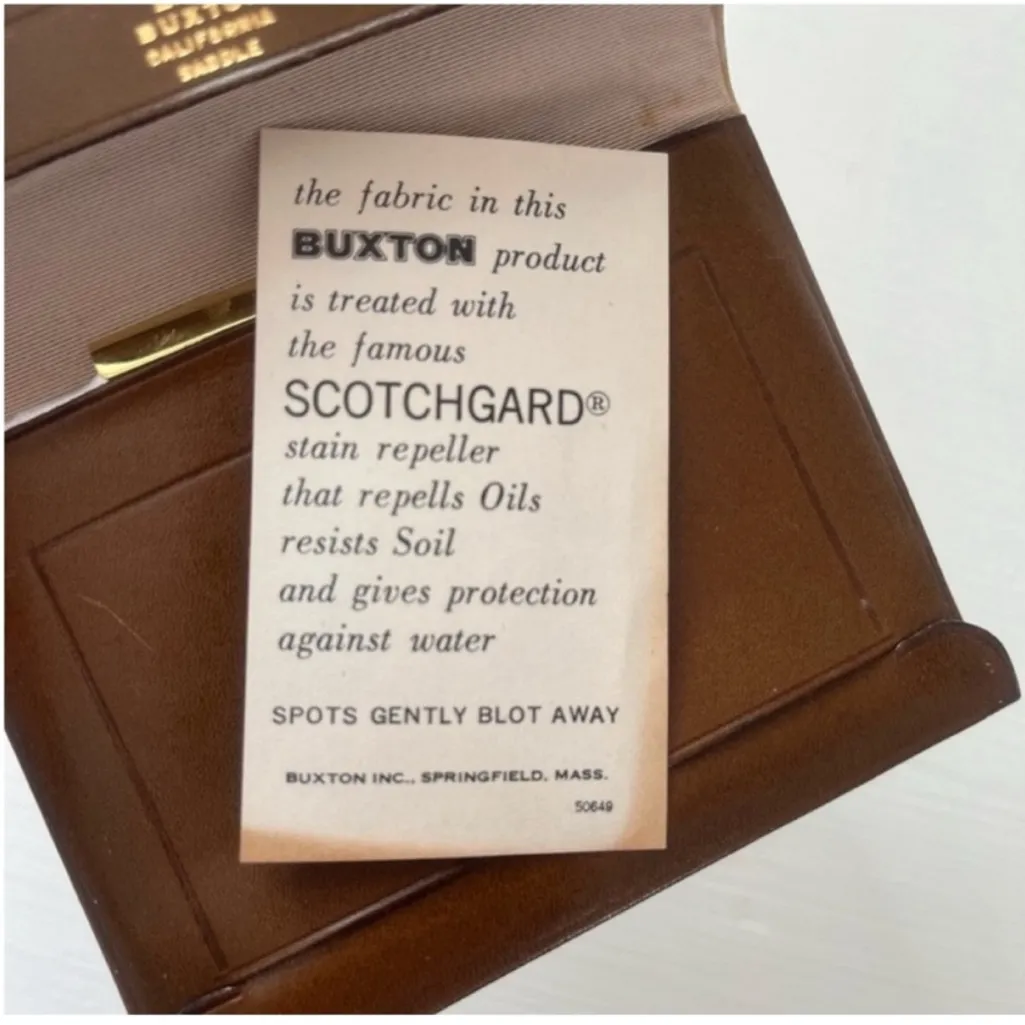 BUXTON
CALIFORNIA
SADDLE
the fabric in this
BUXTON product
is treated with
the famous
SCOTCHGARD®
stain repeller
that repells Oils
resists Soil
and gives protection
against water
SPOTS GENTLY BLOT AWAY
BUXTON INC., SPRINGFIELD, MASS.
50649